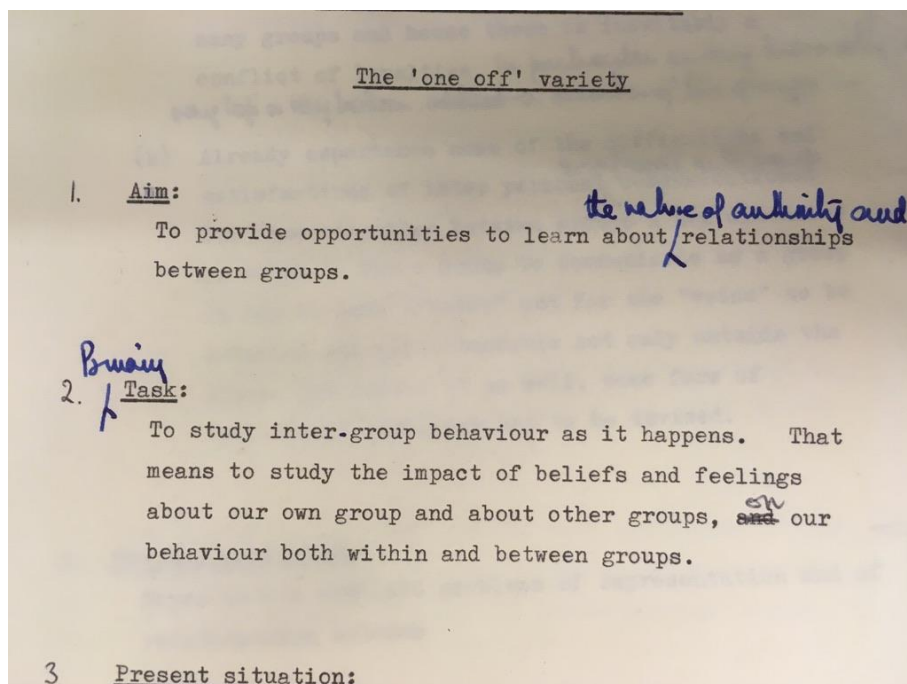 The 'one off' variety
1. Aim:
the nature of authority and
To provide opportunities to learn about relationships
between groups.
Primary
2. Task:
To study inter-group behaviour as it happens. That
means to study the impact of beliefs and feelings
on
about our own group and about other groups, and our
behaviour both within and between groups.
3 Present situation: